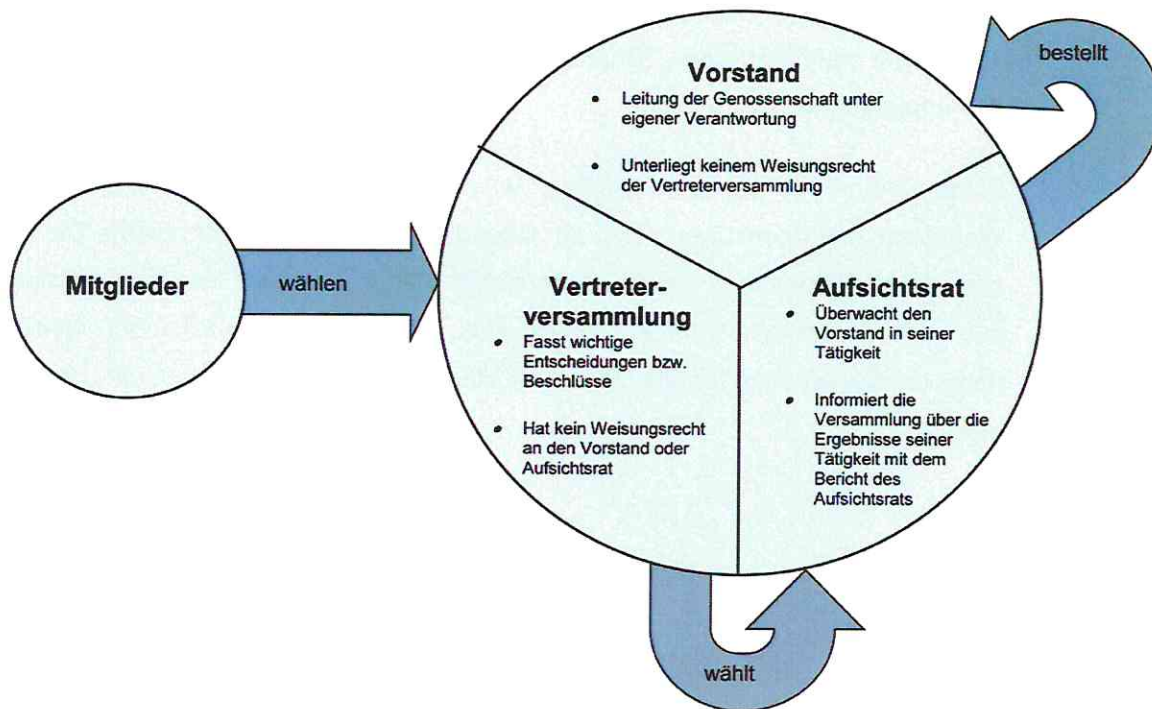 bestellt
Vorstand
• Leitung der Genossenschaft unter
eigener Verantwortung
• Unterliegt keinem Weisungsrecht
der Vertreterversammlung
Mitglieder
wählen
Vertreter-
versammlung
• Fasst wichtige
Entscheidungen bzw.
Beschlüsse
• Hat kein Weisungsrecht
an den Vorstand oder
Aufsichtsrat
Aufsichtsrat
• Überwacht den
Vorstand in seiner
Tätigkeit
• Informiert die
Versammlung über die
Ergebnisse seiner
Tätigkeit mit dem
Bericht des
Aufsichtsrats
wählt